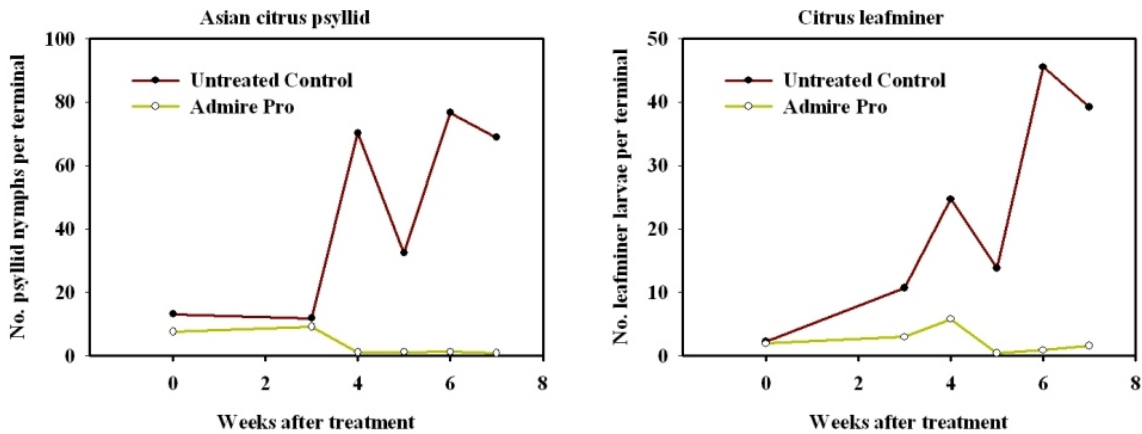 Asian citrus psyllid
No. psyllid nymphs per terminal
100
80
60
40
20
0
Untreated Control
Admire Pro
0 2 4 6 8
Weeks after treatment
Citrus leafminer
No. leafminer larvae per terminal
50
40
30
20
10
0
Untreated Control
Admire Pro
0 2 4 6 8
Weeks after treatment